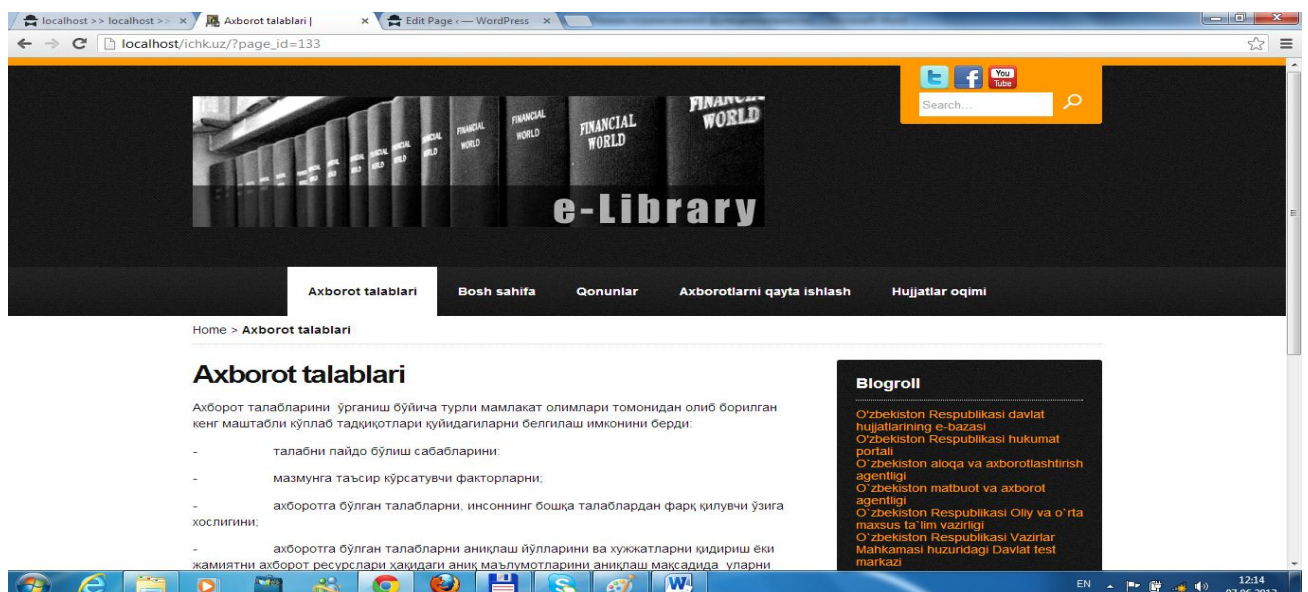 localhost >> localhost >>
Axborot talablari |
Edit Page ‹ — WordPress
localhost/ichk.uz/?page_id=133
You
Tube
Search...
FINANCIAL
WORLD
FINANCIAL
WORLD
FINANCIAL
WORLD
e-Library
Axborot talablari
Bosh sahifa
Qonunlar
Axborotlarni qayta ishlash
Hujjatlar oqimi
Home > Axborot talablari
Axborot talablari
Ахборот талабларини ўрганиш бўйича турли мамлакат олимлари томонидан олиб борилган
кенг маштабли кўплаб тадқиқотлари қуйидагиларни белгилаш имконини берди:
- талабни пайдо бўлиш сабабларини:
- мазмунга таъсир кўрсатувчи факторларни;
- ахборотга бўлган талабларни, инсоннинг бошқа талаблардан фарқ қилувчи ўзига
хослигини;
- ахборотга бўлган талабларни аниқлаш йўлларини ва хужжатларни қидириш ёки
жамиятни ахборот ресурслари ҳақидаги аниқ маълумотларини аниқлаш мақсадида уларни
Blogroll
O'zbekiston Respublikasi davlat
hujjatlarining e-bazasi
O'zbekiston Respublikasi hukumat
portali
O`zbekiston aloqa va axborotlashtirish
agentligi
O`zbekiston matbuot va axborot
agentligi
O`zbekiston Respublikasi Oliy va o`rta
maxsus ta`lim vazirligi
O`zbekiston Respublikasi Vazirlar
Mahkamasi huzuridagi Davlat test
markazi
EN
12:14